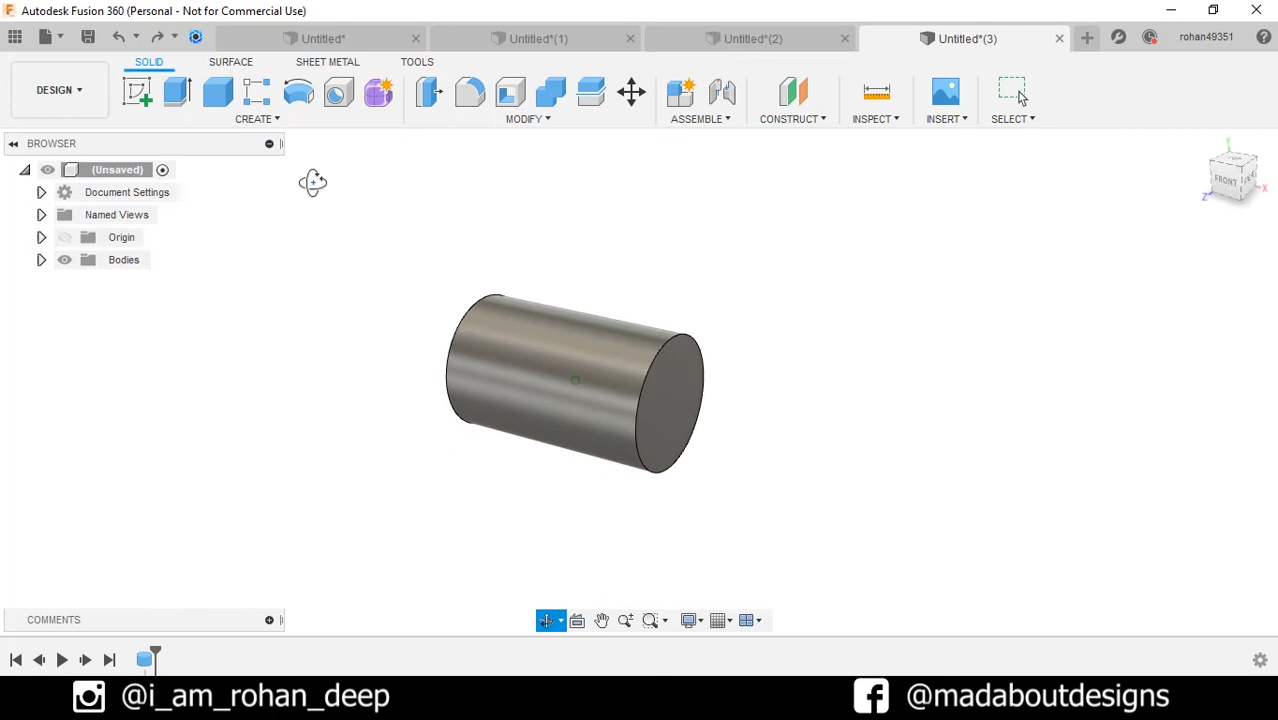 Autodesk Fusion 360 (Personal - Not for Commercial Use)
Untitled*
Untitled*(1)
Untitled*(2)
Untitled*(3)
rohan49351
DESIGN
SOLID
SURFACE
SHEET METAL
TOOLS
CREATE
MODIFY
ASSEMBLE
CONSTRUCT
INSPECT
INSERT
SELECT
BROWSER
(Unsaved)
Document Settings
Named Views
Origin
Bodies
Y
FRONT
X
Z
COMMENTS
@i_am_rohan_deep
@madaboutdesigns